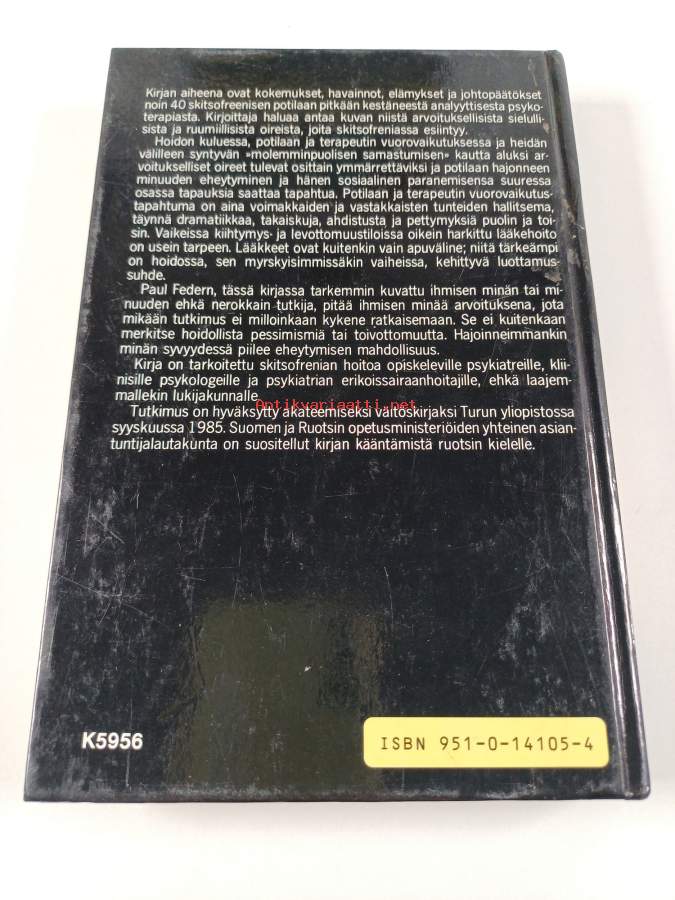 Kirjan aiheena ovat kokemukset, havainnot, elämykset ja johtopäätökset
noin 40 skitsofreenisen potilaan pitkään kestäneestä analyyttisesta psyko-
terapiasta. Kirjoittaja haluaa antaa kuvan niistä arvoituksellisista sielulli-
sista ja ruumiillisista oireista, joita skitsofreniassa esiintyy.
Hoidon kuluessa, potilaan ja terapeutin vuorovaikutuksessa ja heidän
välilleen syntyvän »molemminpuolisen samastumisen» kautta aluksi ar-
voitukselliset oireet tulevat osittain ymmärrettäviksi ja potilaan hajonneen
minuuden eheytyminen ja hänen sosiaalinen paranemisensa suuressa
osassa tapauksia saattaa tapahtua. Potilaan ja terapeutin vuorovaikutus-
tapahtuma on aina voimakkaiden ja vastakkaisten tunteiden hallitsema,
täynnä dramatiikkaa, takaiskuja, ahdistusta ja pettymyksiä puolin ja toi-
sin. Vaikeissa kiihtymys- ja levottomuustiloissa oikein harkittu lääkehoito
on usein tarpeen. Lääkkeet ovat kuitenkin vain apuväline; niitä tärkeämpi
on hoidossa, sen myrskyisimmissäkin vaiheissa, kehittyvä luottamus-
suhde.
Paul Federn, tässä kirjassa tarkemmin kuvattu ihmisen minän tai mi-
nuuden ehkä nerokkain tutkija, pitää ihmisen minää arvoituksena, jota
mikään tutkimus ei milloinkaan kykene ratkaisemaan. Se ei kuitenkaan
merkitse hoidollista pessimismiä tai toivottomuutta. Hajoinneimmankin
minän syvyydessä piilee eheytymisen mahdollisuus.
Kirja on tarkoitettu skitsofrenian hoitoa opiskeleville psykiatreille, klii-
nisille psykologeille ja psykiatrian erikoissairaanhoitajille, ehkä laajem-
mallekin lukijakunnalle.
Antikvariaatti.net
Tutkimus on hyväksytty akateemiseksi väitöskirjaksi Turun yliopistossa
syyskuussa 1985. Suomen ja Ruotsin opetusministeriöiden yhteinen asian-
tuntijalautakunta on suositellut kirjan kääntämistä ruotsin kielelle.
K5956
ISBN 951-0-14105-4